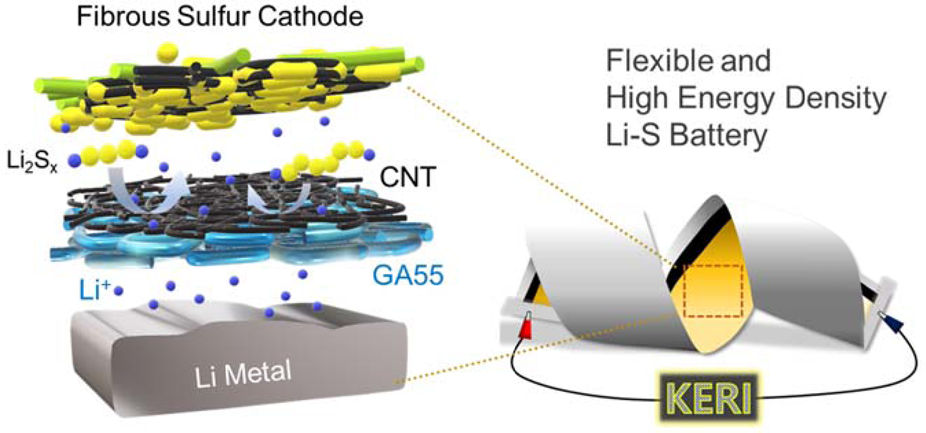 Fibrous Sulfur Cathode
Flexible and
High Energy Density
Li-S Battery
Li₂Sₓ
CNT
GA55
Li⁺
Li Metal
KERI